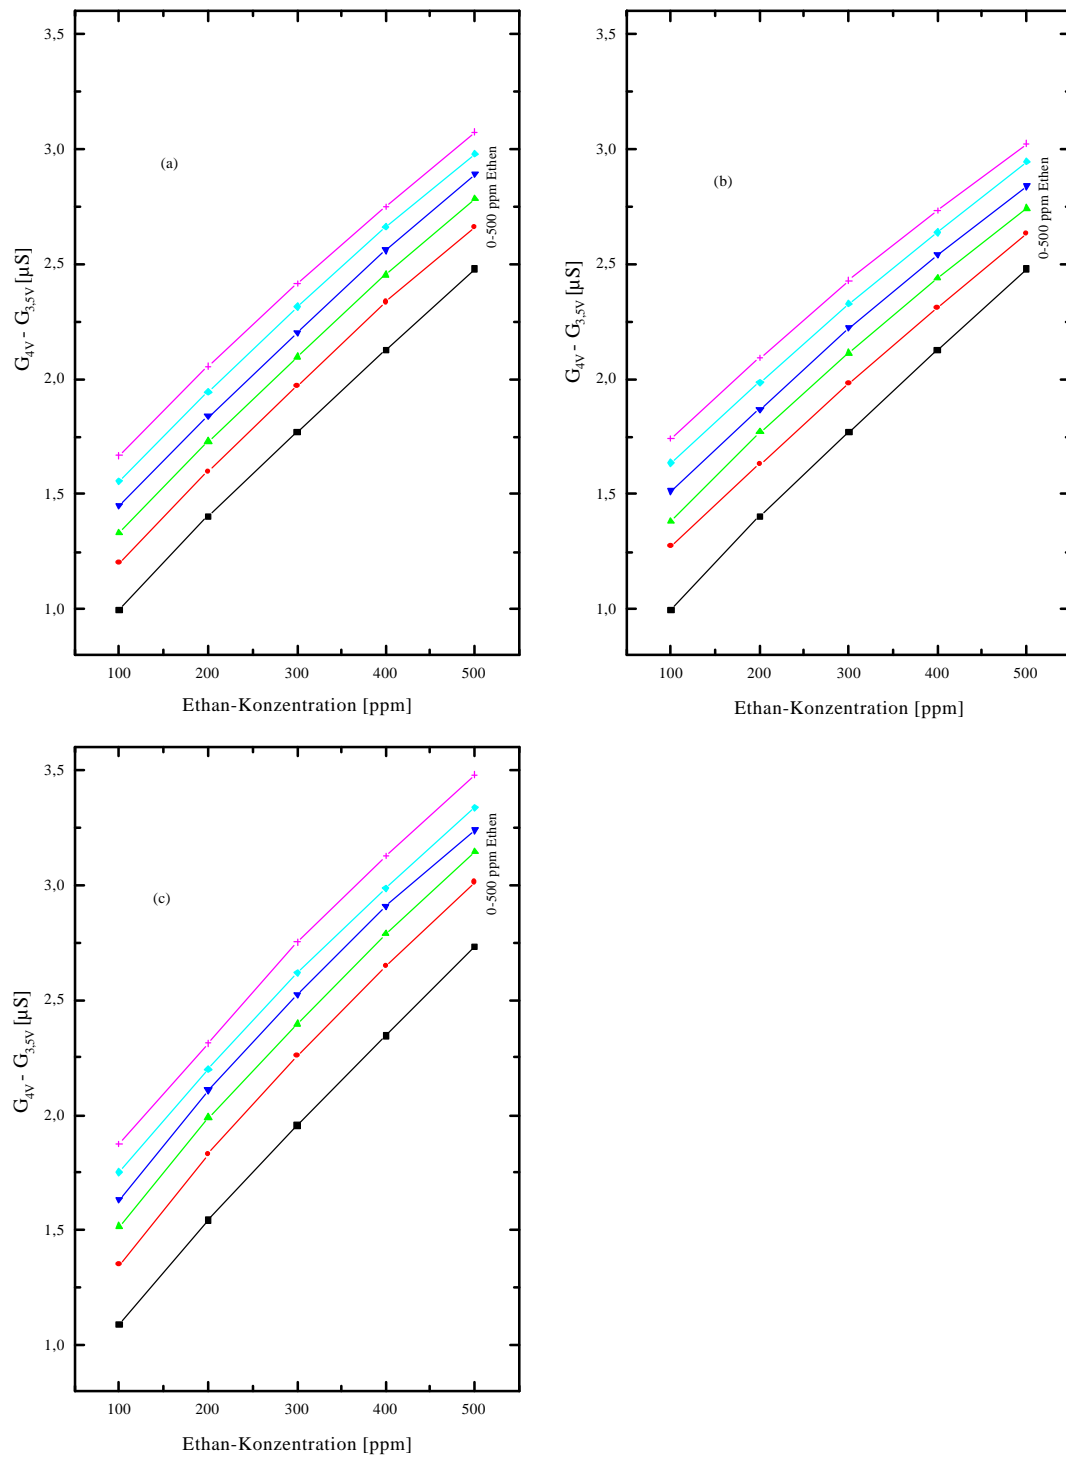 3,5
3,0
2,5
2,0
1,5
1,0
G4V - G3,5V [µS]
(a)
0-500 ppm Ethen
100 200 300 400 500
Ethan-Konzentration [ppm]
3,5
3,0
2,5
2,0
1,5
1,0
G4V - G3,5V [µS]
(b)
0-500 ppm Ethen
100 200 300 400 500
Ethan-Konzentration [ppm]
3,5
3,0
2,5
2,0
1,5
1,0
G4V - G3,5V [µS]
(c)
0-500 ppm Ethen
100 200 300 400 500
Ethan-Konzentration [ppm]